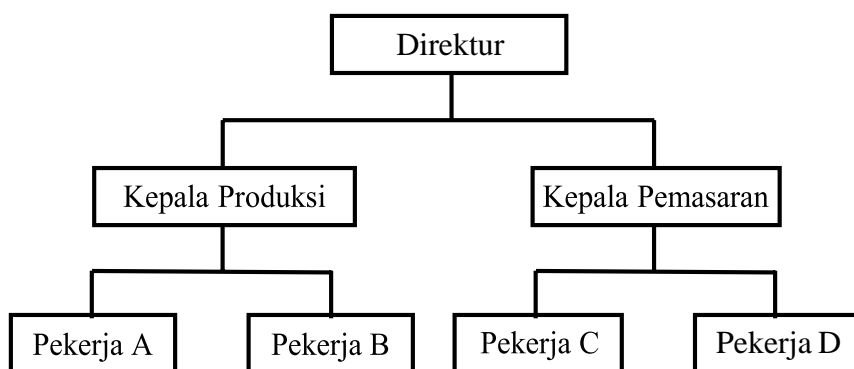 Direktur
Kepala Produksi
Kepala Pemasaran
Pekerja A
Pekerja B
Pekerja C
Pekerja D